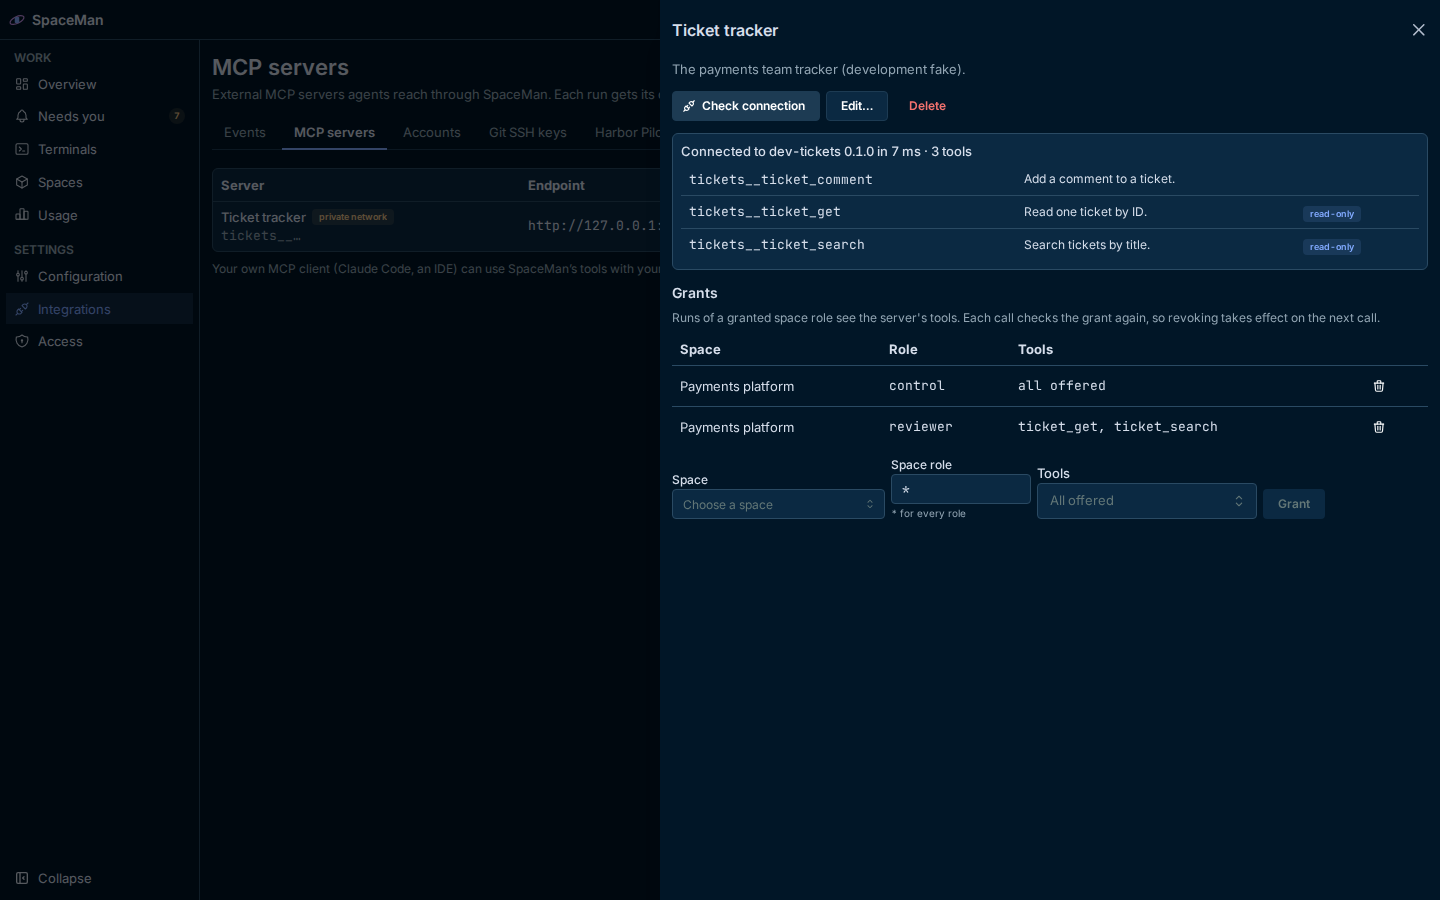 SpaceMan
WORK
Overview
Needs you 7
Terminals
Spaces
Usage
SETTINGS
Configuration
Integrations
Access
Collapse
MCP servers
External MCP servers agents reach through SpaceMan. Each run gets its
Events MCP servers Accounts Git SSH keys Harbor
Server Endpoint
Ticket tracker private network
tickets__… http://127.0.0.1:
Your own MCP client (Claude Code, an IDE) can use SpaceMan's tools with your
Ticket tracker
The payments team tracker (development fake).
Check connection Edit... Delete
Connected to dev-tickets 0.1.0 in 7 ms · 3 tools
tickets__ticket_comment Add a comment to a ticket.
tickets__ticket_get Read one ticket by ID. read-only
tickets__ticket_search Search tickets by title. read-only
Grants
Runs of a granted space role see the server's tools. Each call checks the grant again, so revoking takes effect on the next call.
Space Role Tools
Payments platform control all offered
Payments platform reviewer ticket_get, ticket_search
Space Space role Tools
Choose a space * All offered Grant
* for every role